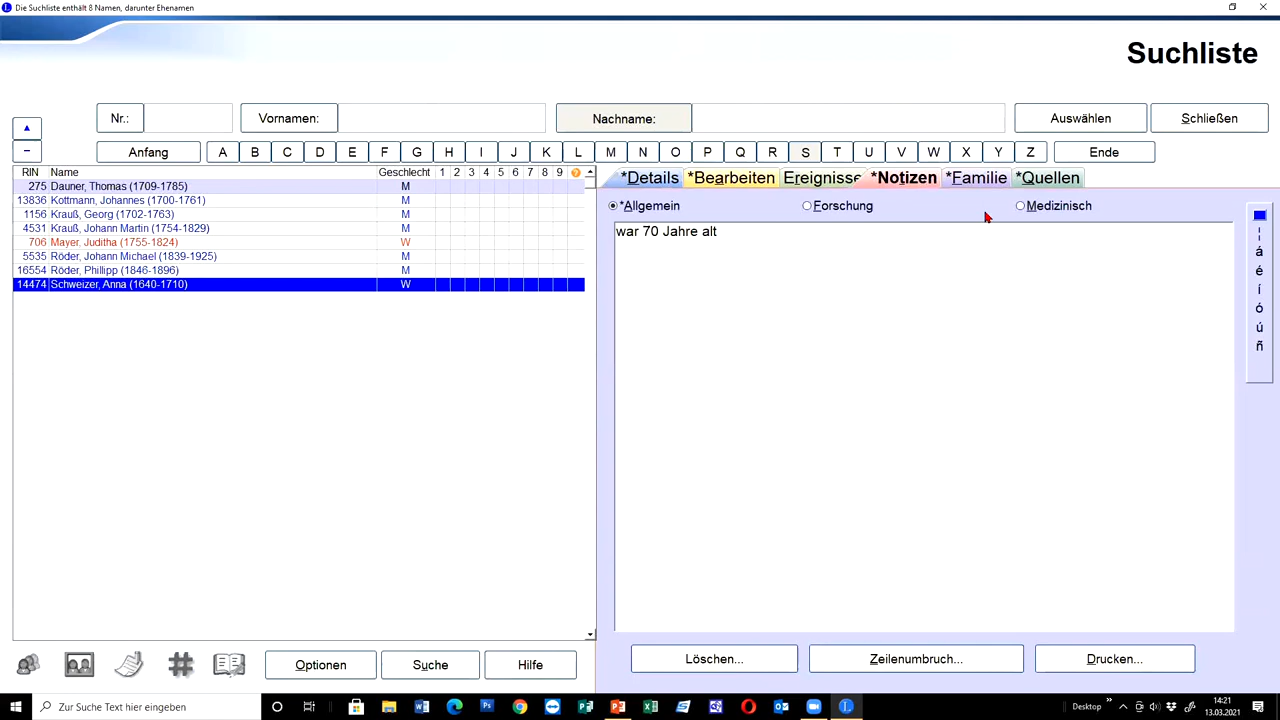 Die Suchliste enthält 8 Namen, darunter Ehenamen
Suchliste
Nr.: Vornamen: Nachname: Auswählen Schließen
Anfang A B C D E F G H I J K L M N O P Q R S T U V W X Y Z Ende
RIN Name Geschlecht 1 2 3 4 5 6 7 8 9
275 Dauner, Thomas (1709-1785) M
13836 Kottmann, Johannes (1700-1761) M
1156 Krauß, Georg (1702-1763) M
4531 Krauß, Johann Martin (1754-1829) M
706 Mayer, Juditha (1755-1824) W
5535 Röder, Johann Michael (1839-1925) M
16554 Röder, Phillipp (1846-1896) M
14474 Schweizer, Anna (1640-1710) W
*Details *Bearbeiten Ereignisse *Notizen *Familie *Quellen
*Allgemein Forschung Medizinisch
war 70 Jahre alt
á
é
í
ó
ú
ñ
Optionen Suche Hilfe
Löschen... Zeilenumbruch... Drucken...
Zur Suche Text hier eingeben
Desktop
14:21
13.03.2021